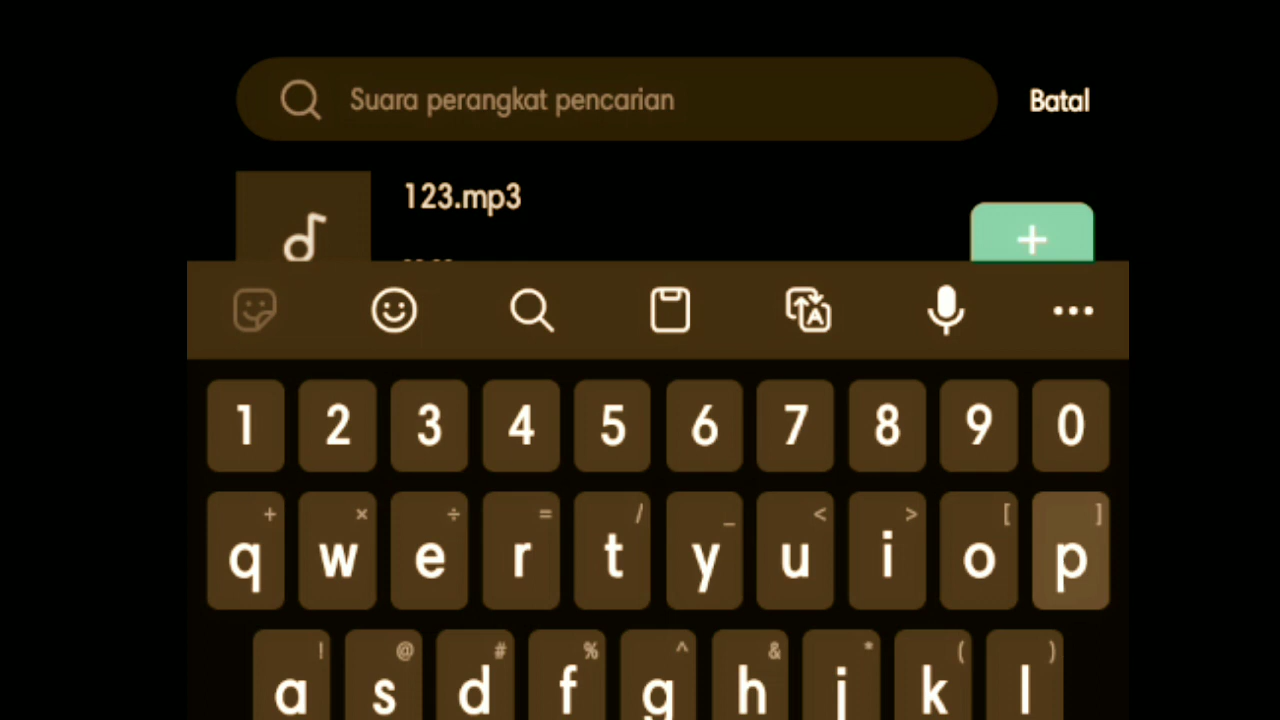 Suara perangkat pencarian
Batal
123.mp3
1 2 3 4 5 6 7 8 9 0
+ × ÷ = / _ < > [ ]
q w e r t y u i o p
! @ # % ^ & * ( )
a s d f g h j k l